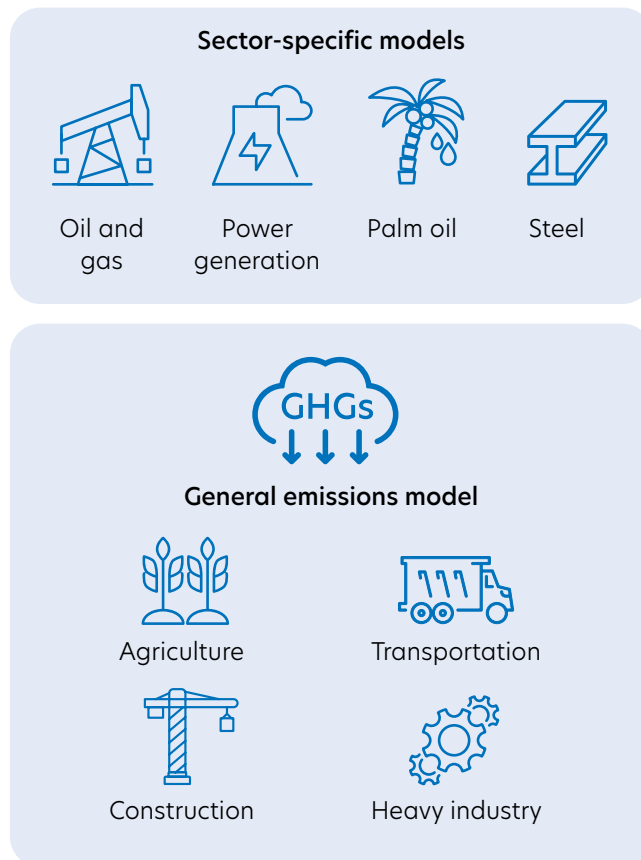 Sector-specific models
Oil and
gas
Power
generation
Palm oil
Steel
GHGs
General emissions model
Agriculture
Transportation
Construction
Heavy industry